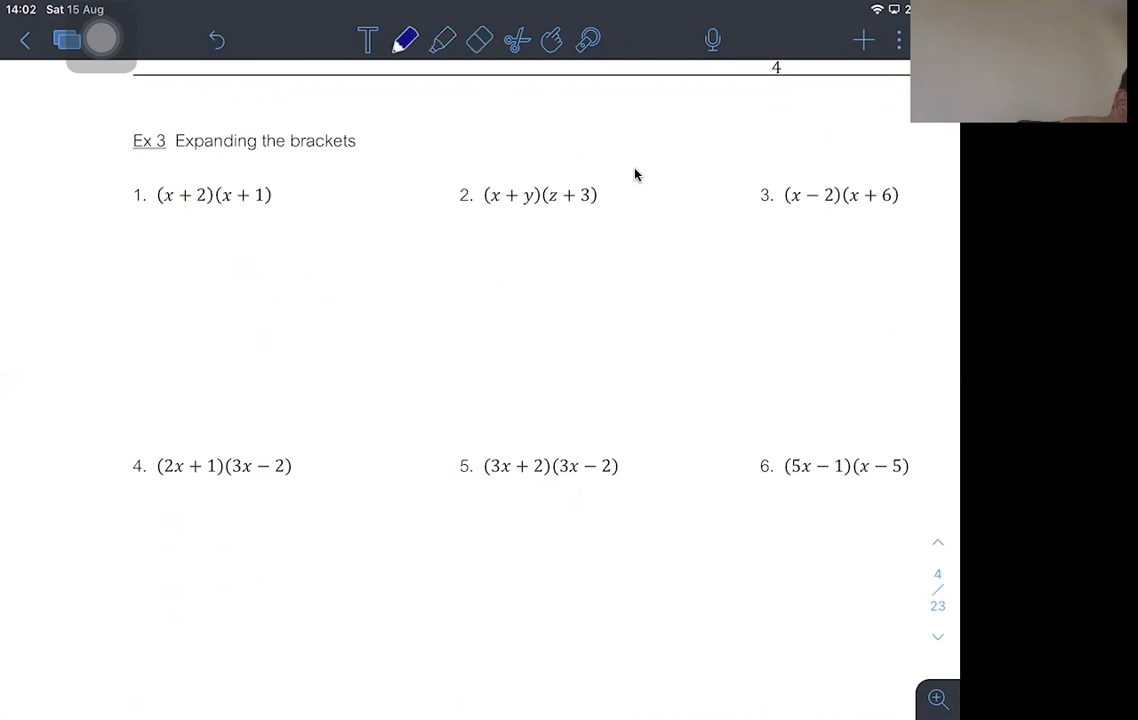 14:02 Sat 15 Aug
4
Ex 3 Expanding the brackets
1. (x + 2)(x + 1)
2. (x + y)(z + 3)
3. (x − 2)(x + 6)
4. (2x + 1)(3x − 2)
5. (3x + 2)(3x − 2)
6. (5x − 1)(x − 5)
4
/
23